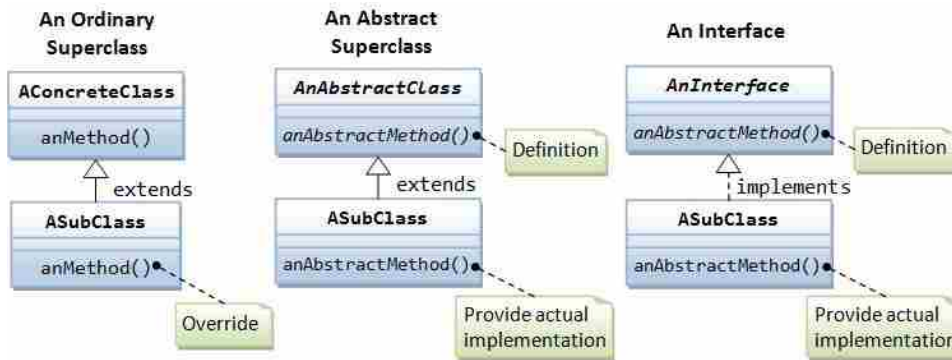 An Ordinary
Superclass
AConcreteClass
anMethod()
extends
ASubClass
anMethod()
Override
An Abstract
Superclass
AnAbstractClass
anAbstractMethod()
Definition
extends
ASubClass
anAbstractMethod()
Provide actual
implementation
An Interface
AnInterface
anAbstractMethod()
Definition
implements
ASubClass
anAbstractMethod()
Provide actual
implementation